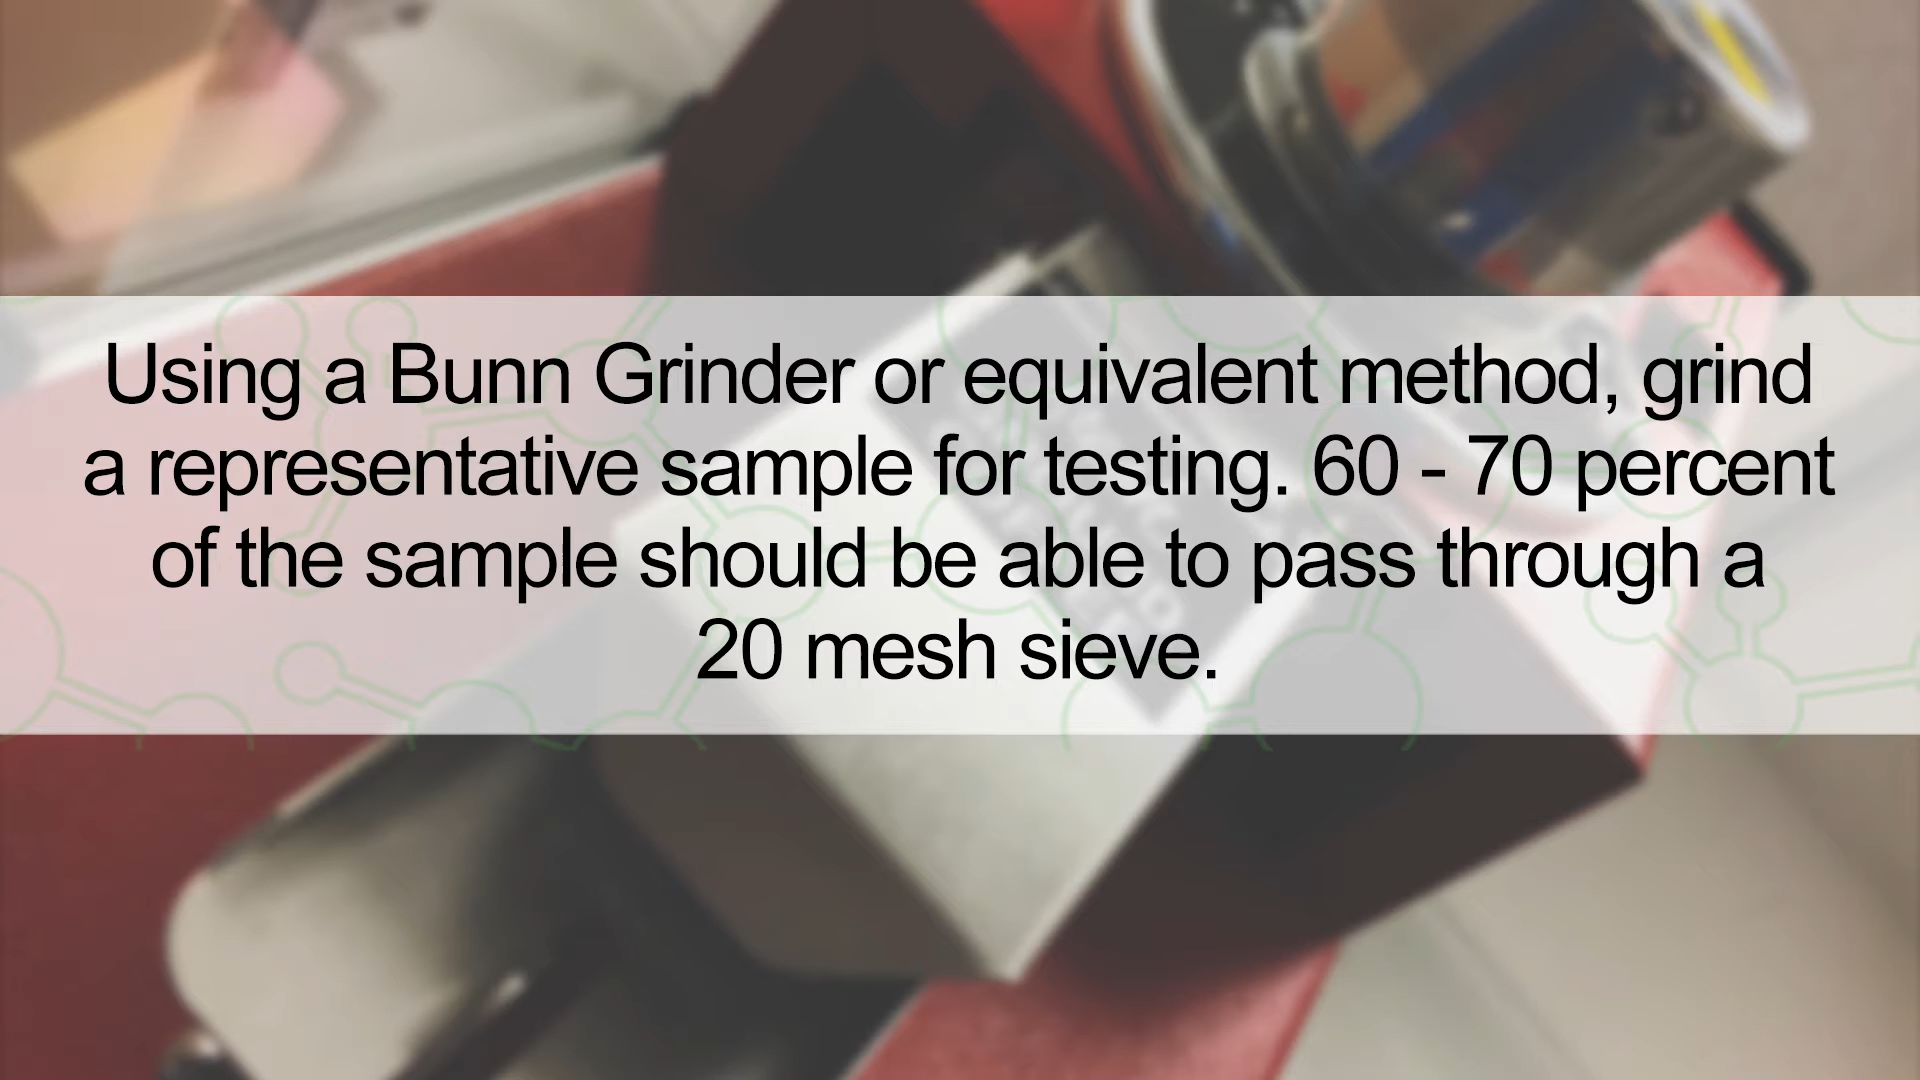 Using a Bunn Grinder or equivalent method, grind
a representative sample for testing. 60 - 70 percent
of the sample should be able to pass through a
20 mesh sieve.